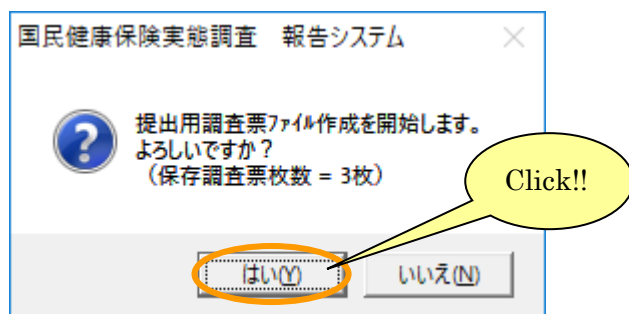 国民健康保険実態調査　報告システム
提出用調査票ﾌｧｲﾙ作成を開始します。
よろしいですか？
（保存調査票枚数 = 3枚）
Click!!
はい(Y)
いいえ(N)